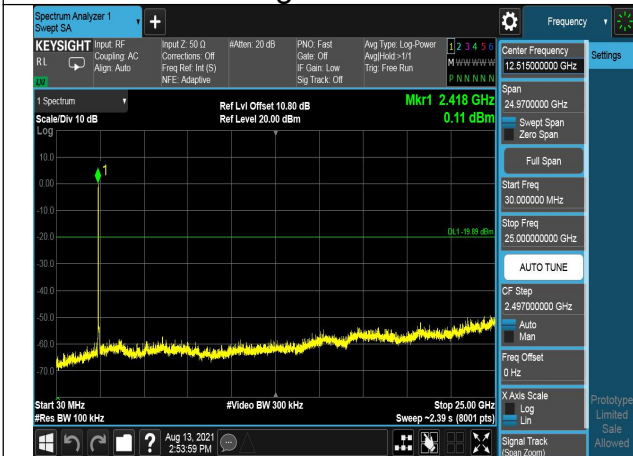 Spectrum Analyzer 1
Swept SA
Frequency
KEYSIGHT
RL
LXI
Input: RF
Coupling: AC
Align: Auto
Input Z: 50 Ω
Corrections: Off
Freq Ref: Int (S)
NFE: Adaptive
#Atten: 20 dB
PNO: Fast
Gate: Off
IF Gain: Low
Sig Track: Off
Avg Type: Log-Power
Avg|Hold:>1/1
Trig: Free Run
1 2 3 4 5 6
M W W W W W
P N N N N N
Center Frequency
12.515000000 GHz
Settings
1 Spectrum
Scale/Div 10 dB
Log
Ref Lvl Offset 10.80 dB
Ref Level 20.00 dBm
Mkr1 2.418 GHz
0.11 dBm
Span
24.9700000 GHz
Swept Span
Zero Span
Full Span
Start Freq
30.000000 MHz
Stop Freq
25.000000000 GHz
AUTO TUNE
CF Step
2.497000000 GHz
Auto
Man
Freq Offset
0 Hz
X Axis Scale
Log
Lin
Signal Track
(Span Zoom)
Prototype
Limited
Sale
Allowed
10.0
1
0.00
-10.0
-20.0
DL1 -19.89 dBm
-30.0
-40.0
-50.0
-60.0
-70.0
Start 30 MHz
#Res BW 100 kHz
#Video BW 300 kHz
Stop 25.00 GHz
Sweep ~2.39 s (8001 pts)
?
Aug 13, 2021
2:53:59 PM